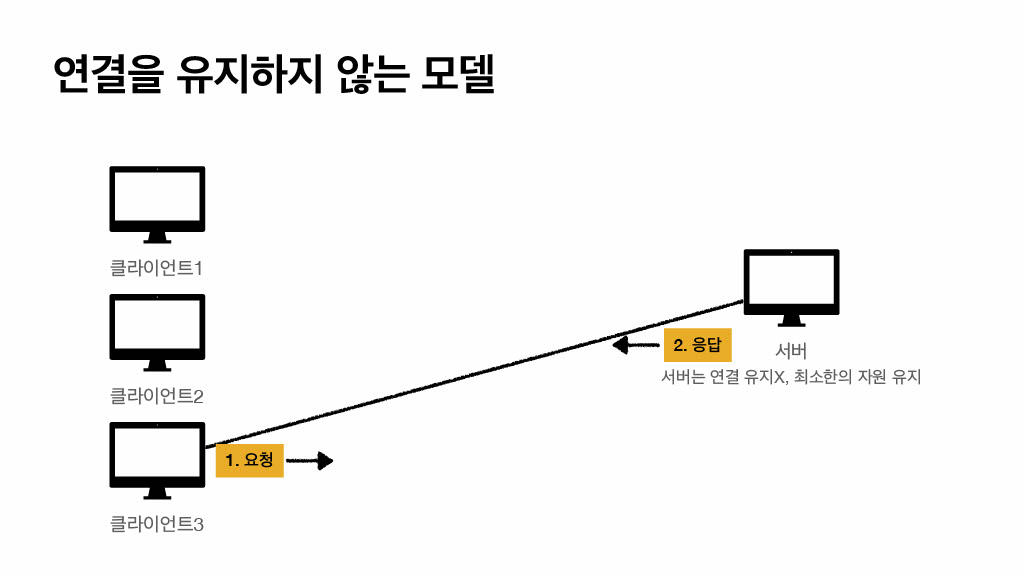 연결을 유지하지 않는 모델
클라이언트1
클라이언트2
2. 응답
서버
서버는 연결 유지X, 최소한의 자원 유지
1. 요청
클라이언트3